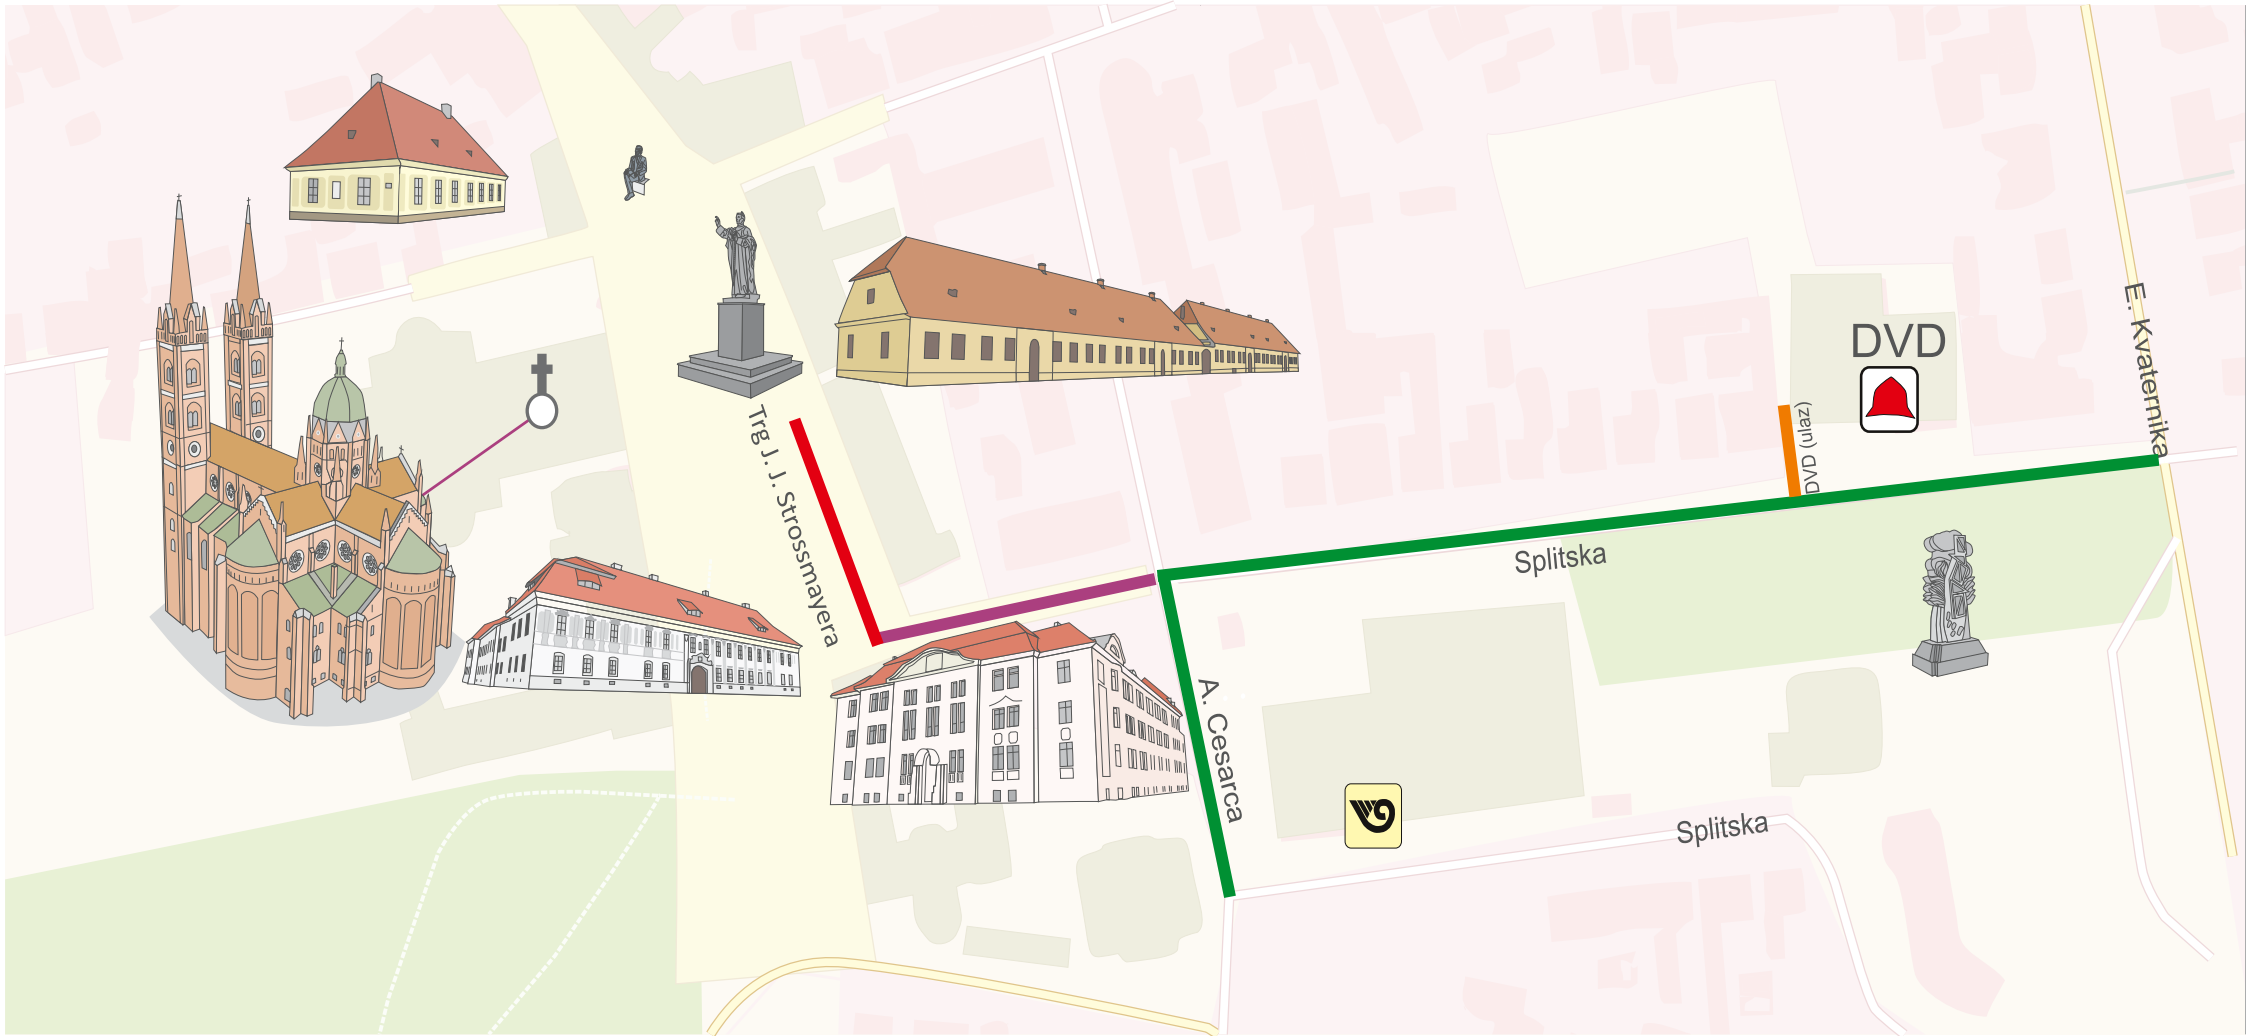 Trg J. J. Strossmayera
DVD
DVD (ulaz)
E. Kvaternika
Splitska
A. Cesarca
Splitska